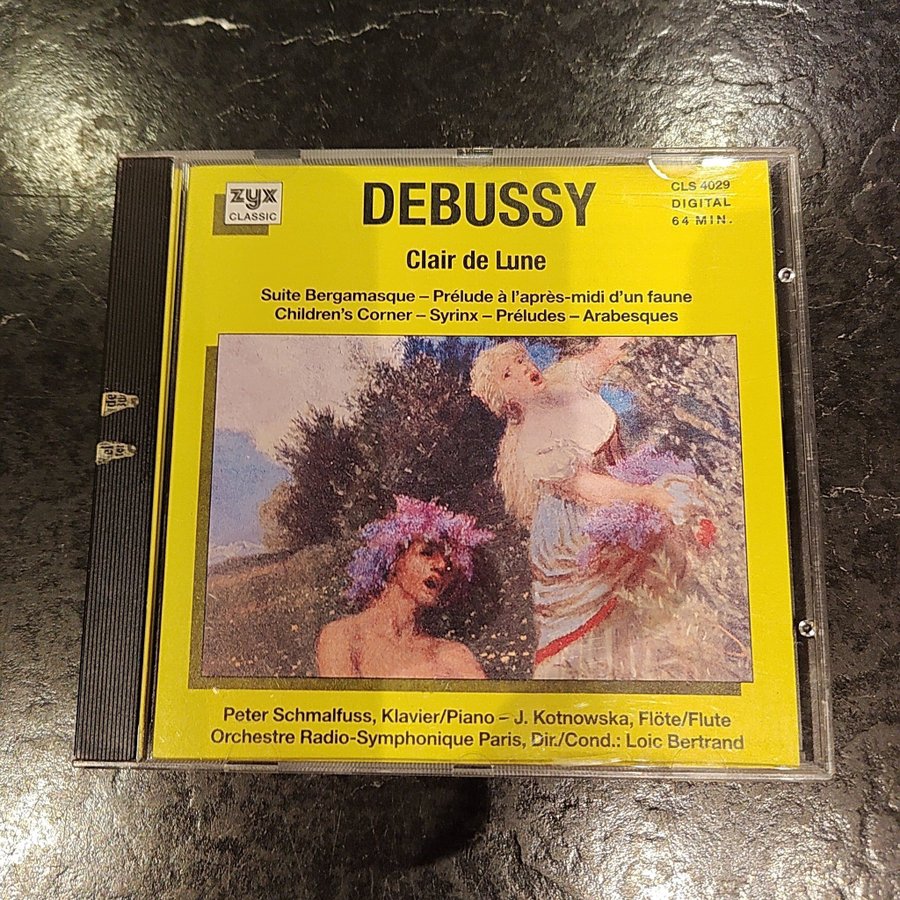 zyx
CLASSIC
DEBUSSY
CLS 4029
DIGITAL
64 MIN.
Clair de Lune
Suite Bergamasque – Prélude à l'après-midi d'un faune
Children's Corner – Syrinx – Préludes – Arabesques
Peter Schmalfuss, Klavier/Piano – J. Kotnowska, Flöte/Flute
Orchestre Radio-Symphonique Paris, Dir./Cond.: Loic Bertrand